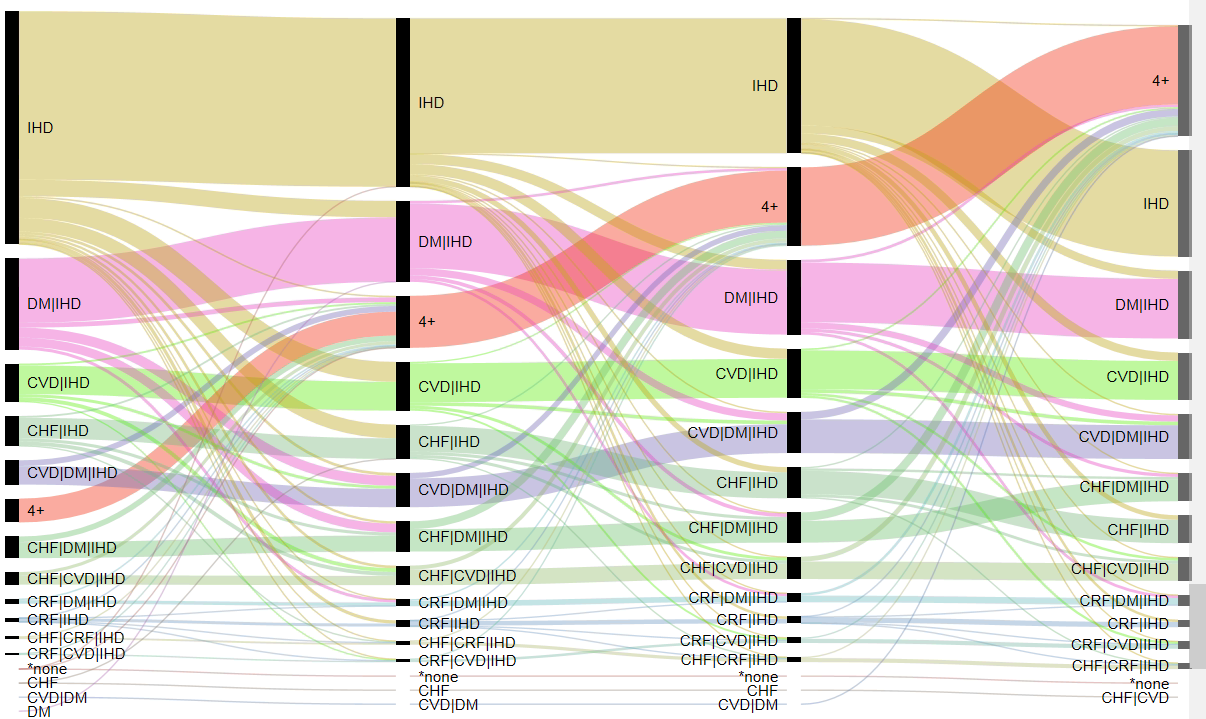 IHD
DM|IHD
CVD|IHD
CHF|IHD
CVD|DM|IHD
4+
CHF|DM|IHD
CHF|CVD|IHD
CRF|DM|IHD
CRF|IHD
CHF|CRF|IHD
CRF|CVD|IHD
*none
CHF
CVD|DM
DM
IHD
DM|IHD
4+
CVD|IHD
CHF|IHD
CVD|DM|IHD
CHF|DM|IHD
CHF|CVD|IHD
CRF|DM|IHD
CRF|IHD
CHF|CRF|IHD
CRF|CVD|IHD
*none
CHF
CVD|DM
IHD
4+
DM|IHD
CVD|IHD
CVD|DM|IHD
CHF|IHD
CHF|DM|IHD
CHF|CVD|IHD
CRF|DM|IHD
CRF|IHD
CRF|CVD|IHD
CHF|CRF|IHD
*none
CHF
CVD|DM
4+
IHD
DM|IHD
CVD|IHD
CVD|DM|IHD
CHF|DM|IHD
CHF|IHD
CHF|CVD|IHD
CRF|DM|IHD
CRF|IHD
CRF|CVD|IHD
CHF|CRF|IHD
*none
CHF|CVD